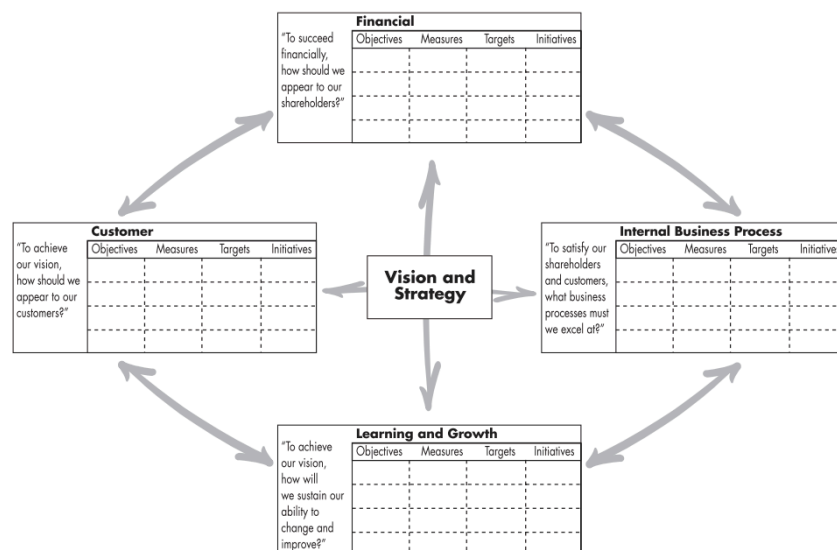 Financial
Objectives Measures Targets Initiatives
“To succeed
financially,
how should we
appear to our
shareholders?”
Customer
Objectives Measures Targets Initiatives
“To achieve
our vision,
how should we
appear to our
customers?”
Vision and
Strategy
Internal Business Process
Objectives Measures Targets Initiatives
“To satisfy our
shareholders
and customers,
what business
processes must
we excel at?”
Learning and Growth
Objectives Measures Targets Initiatives
“To achieve
our vision,
how will
we sustain our
ability to
change and
improve?”